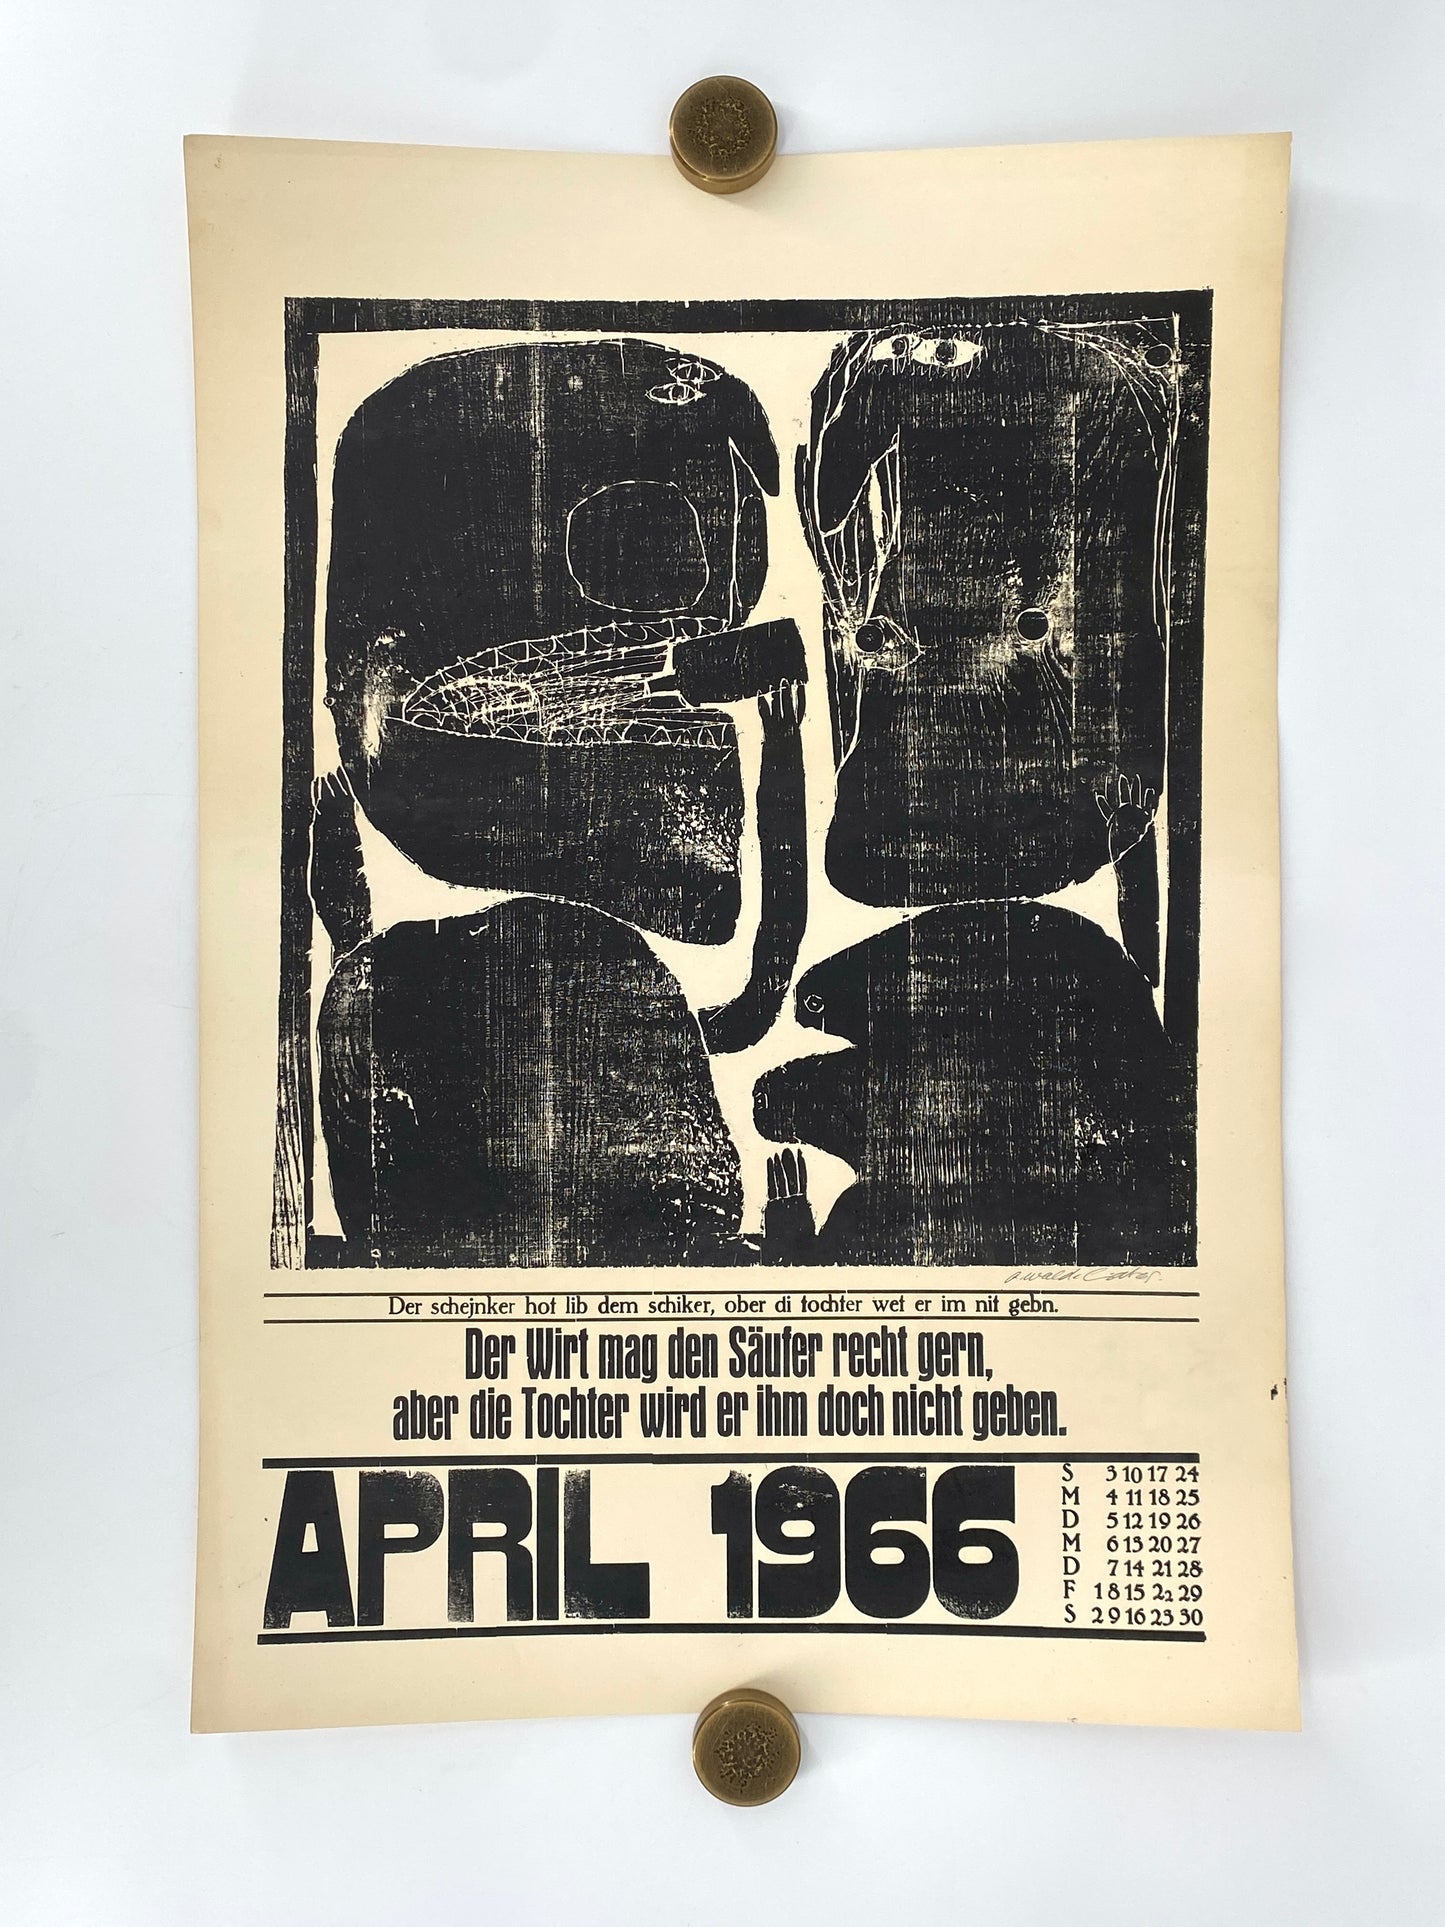 Der schejnker hot lib dem schiker, ober di tochter wet er im nit gebn.
Der Wirt mag den Säufer recht gern,
aber die Tochter wird er ihm doch nicht geben.
APRIL 1966
S 3 10 17 24
M 4 11 18 25
D 5 12 19 26
M 6 13 20 27
D 7 14 21 28
F 1 8 15 22 29
S 2 9 16 23 30